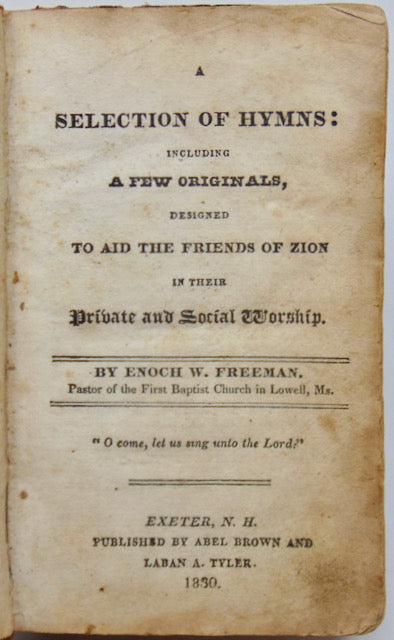 A
SELECTION OF HYMNS:
INCLUDING
A FEW ORIGINALS,
DESIGNED
TO AID THE FRIENDS OF ZION
IN THEIR
Private and Social Worship.
BY ENOCH W. FREEMAN.
Pastor of the First Baptist Church in Lowell, Ms.
"O come, let us sing unto the Lord?"
EXETER, N. H.
PUBLISHED BY ABEL BROWN AND
LABAN A. TYLER.
1830.